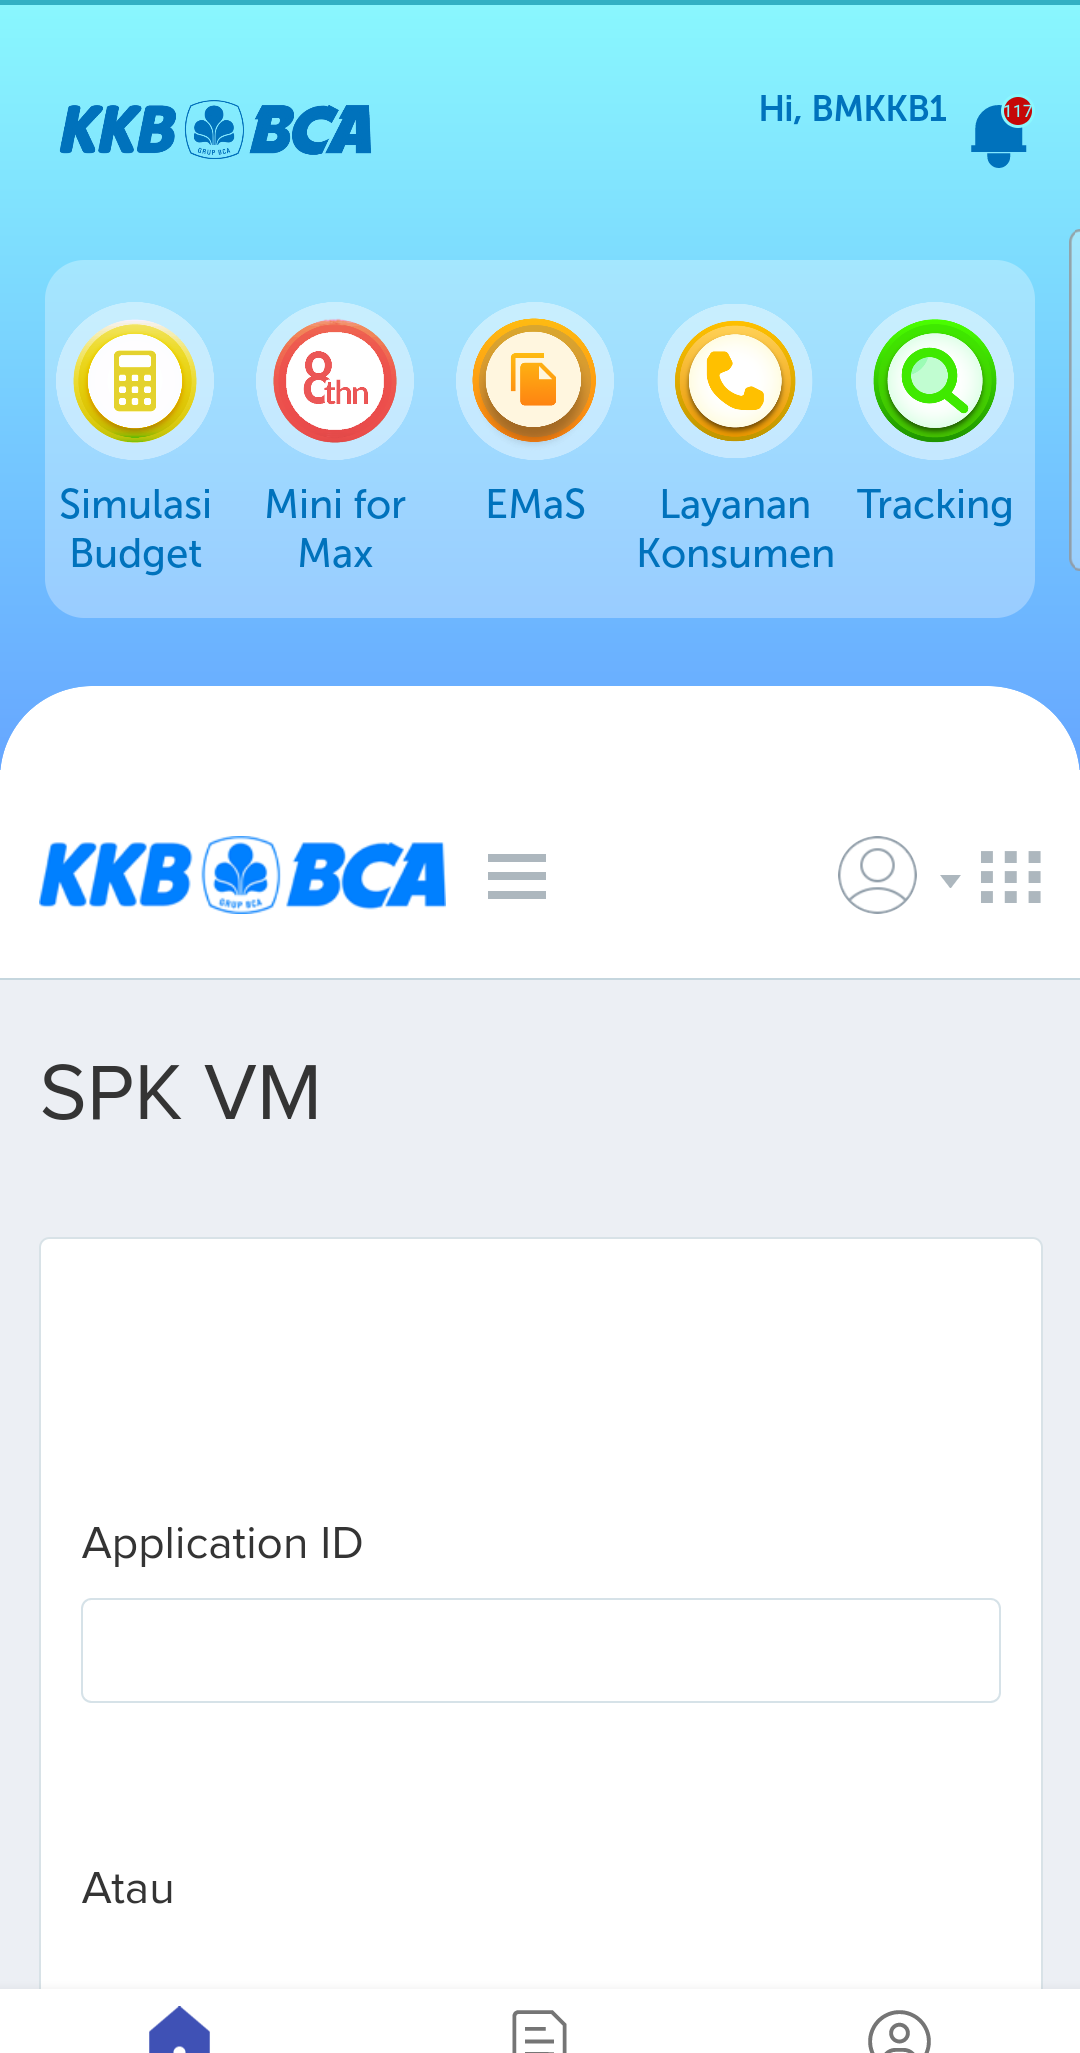 KKB GRUP BCA BCA
Hi, BMKKB1
117
8thn
Simulasi Budget
Mini for Max
EMaS
Layanan Konsumen
Tracking
KKB GRUP BCA BCA
SPK VM
Application ID
Atau